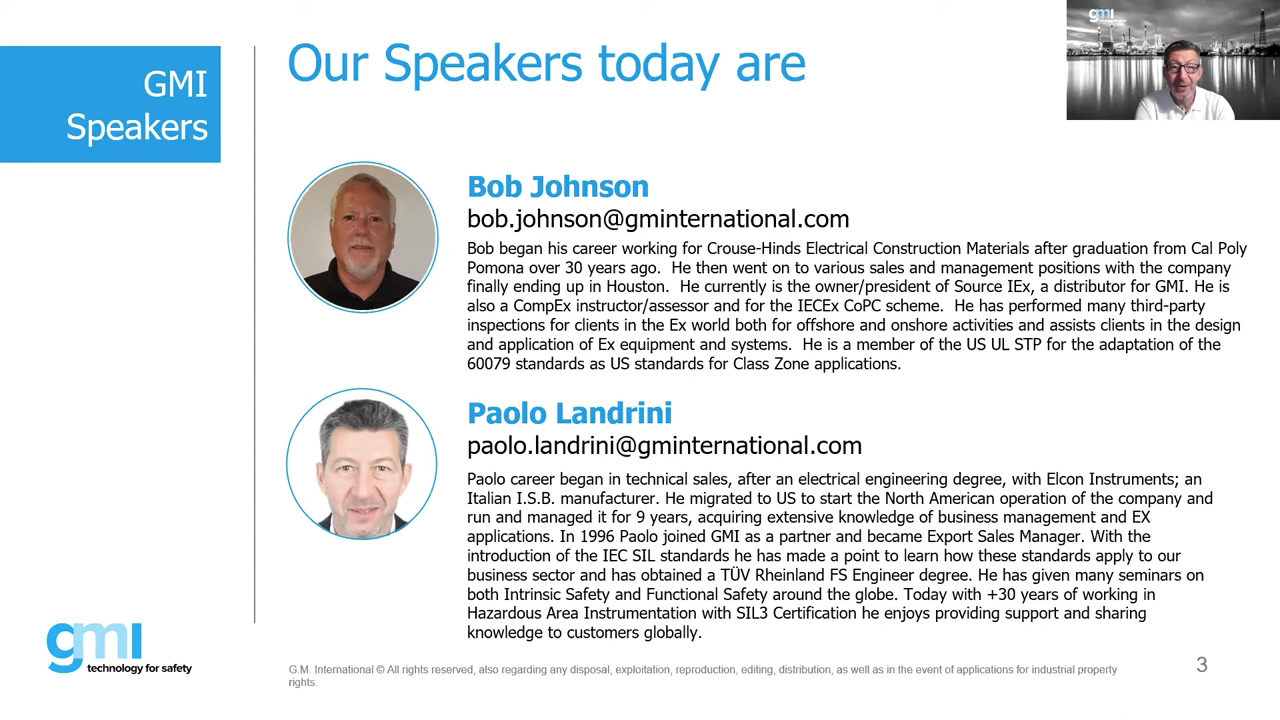 GMI
Speakers
Our Speakers today are
gmi
Bob Johnson
bob.johnson@gminternational.com
Bob began his career working for Crouse-Hinds Electrical Construction Materials after graduation from Cal Poly
Pomona over 30 years ago.  He then went on to various sales and management positions with the company
finally ending up in Houston.  He currently is the owner/president of Source IEx, a distributor for GMI. He is
also a CompEx instructor/assessor and for the IECEx CoPC scheme.  He has performed many third-party
inspections for clients in the Ex world both for offshore and onshore activities and assists clients in the design
and application of Ex equipment and systems.  He is a member of the US UL STP for the adaptation of the
60079 standards as US standards for Class Zone applications.
Paolo Landrini
paolo.landrini@gminternational.com
Paolo career began in technical sales, after an electrical engineering degree, with Elcon Instruments; an
Italian I.S.B. manufacturer. He migrated to US to start the North American operation of the company and
run and managed it for 9 years, acquiring extensive knowledge of business management and EX
applications. In 1996 Paolo joined GMI as a partner and became Export Sales Manager. With the
introduction of the IEC SIL standards he has made a point to learn how these standards apply to our
business sector and has obtained a TÜV Rheinland FS Engineer degree. He has given many seminars on
both Intrinsic Safety and Functional Safety around the globe. Today with +30 years of working in
Hazardous Area Instrumentation with SIL3 Certification he enjoys providing support and sharing
knowledge to customers globally.
gmi
technology for safety
G.M. International © All rights reserved, also regarding any disposal, exploitation, reproduction, editing, distribution, as well as in the event of applications for industrial property
rights.
3